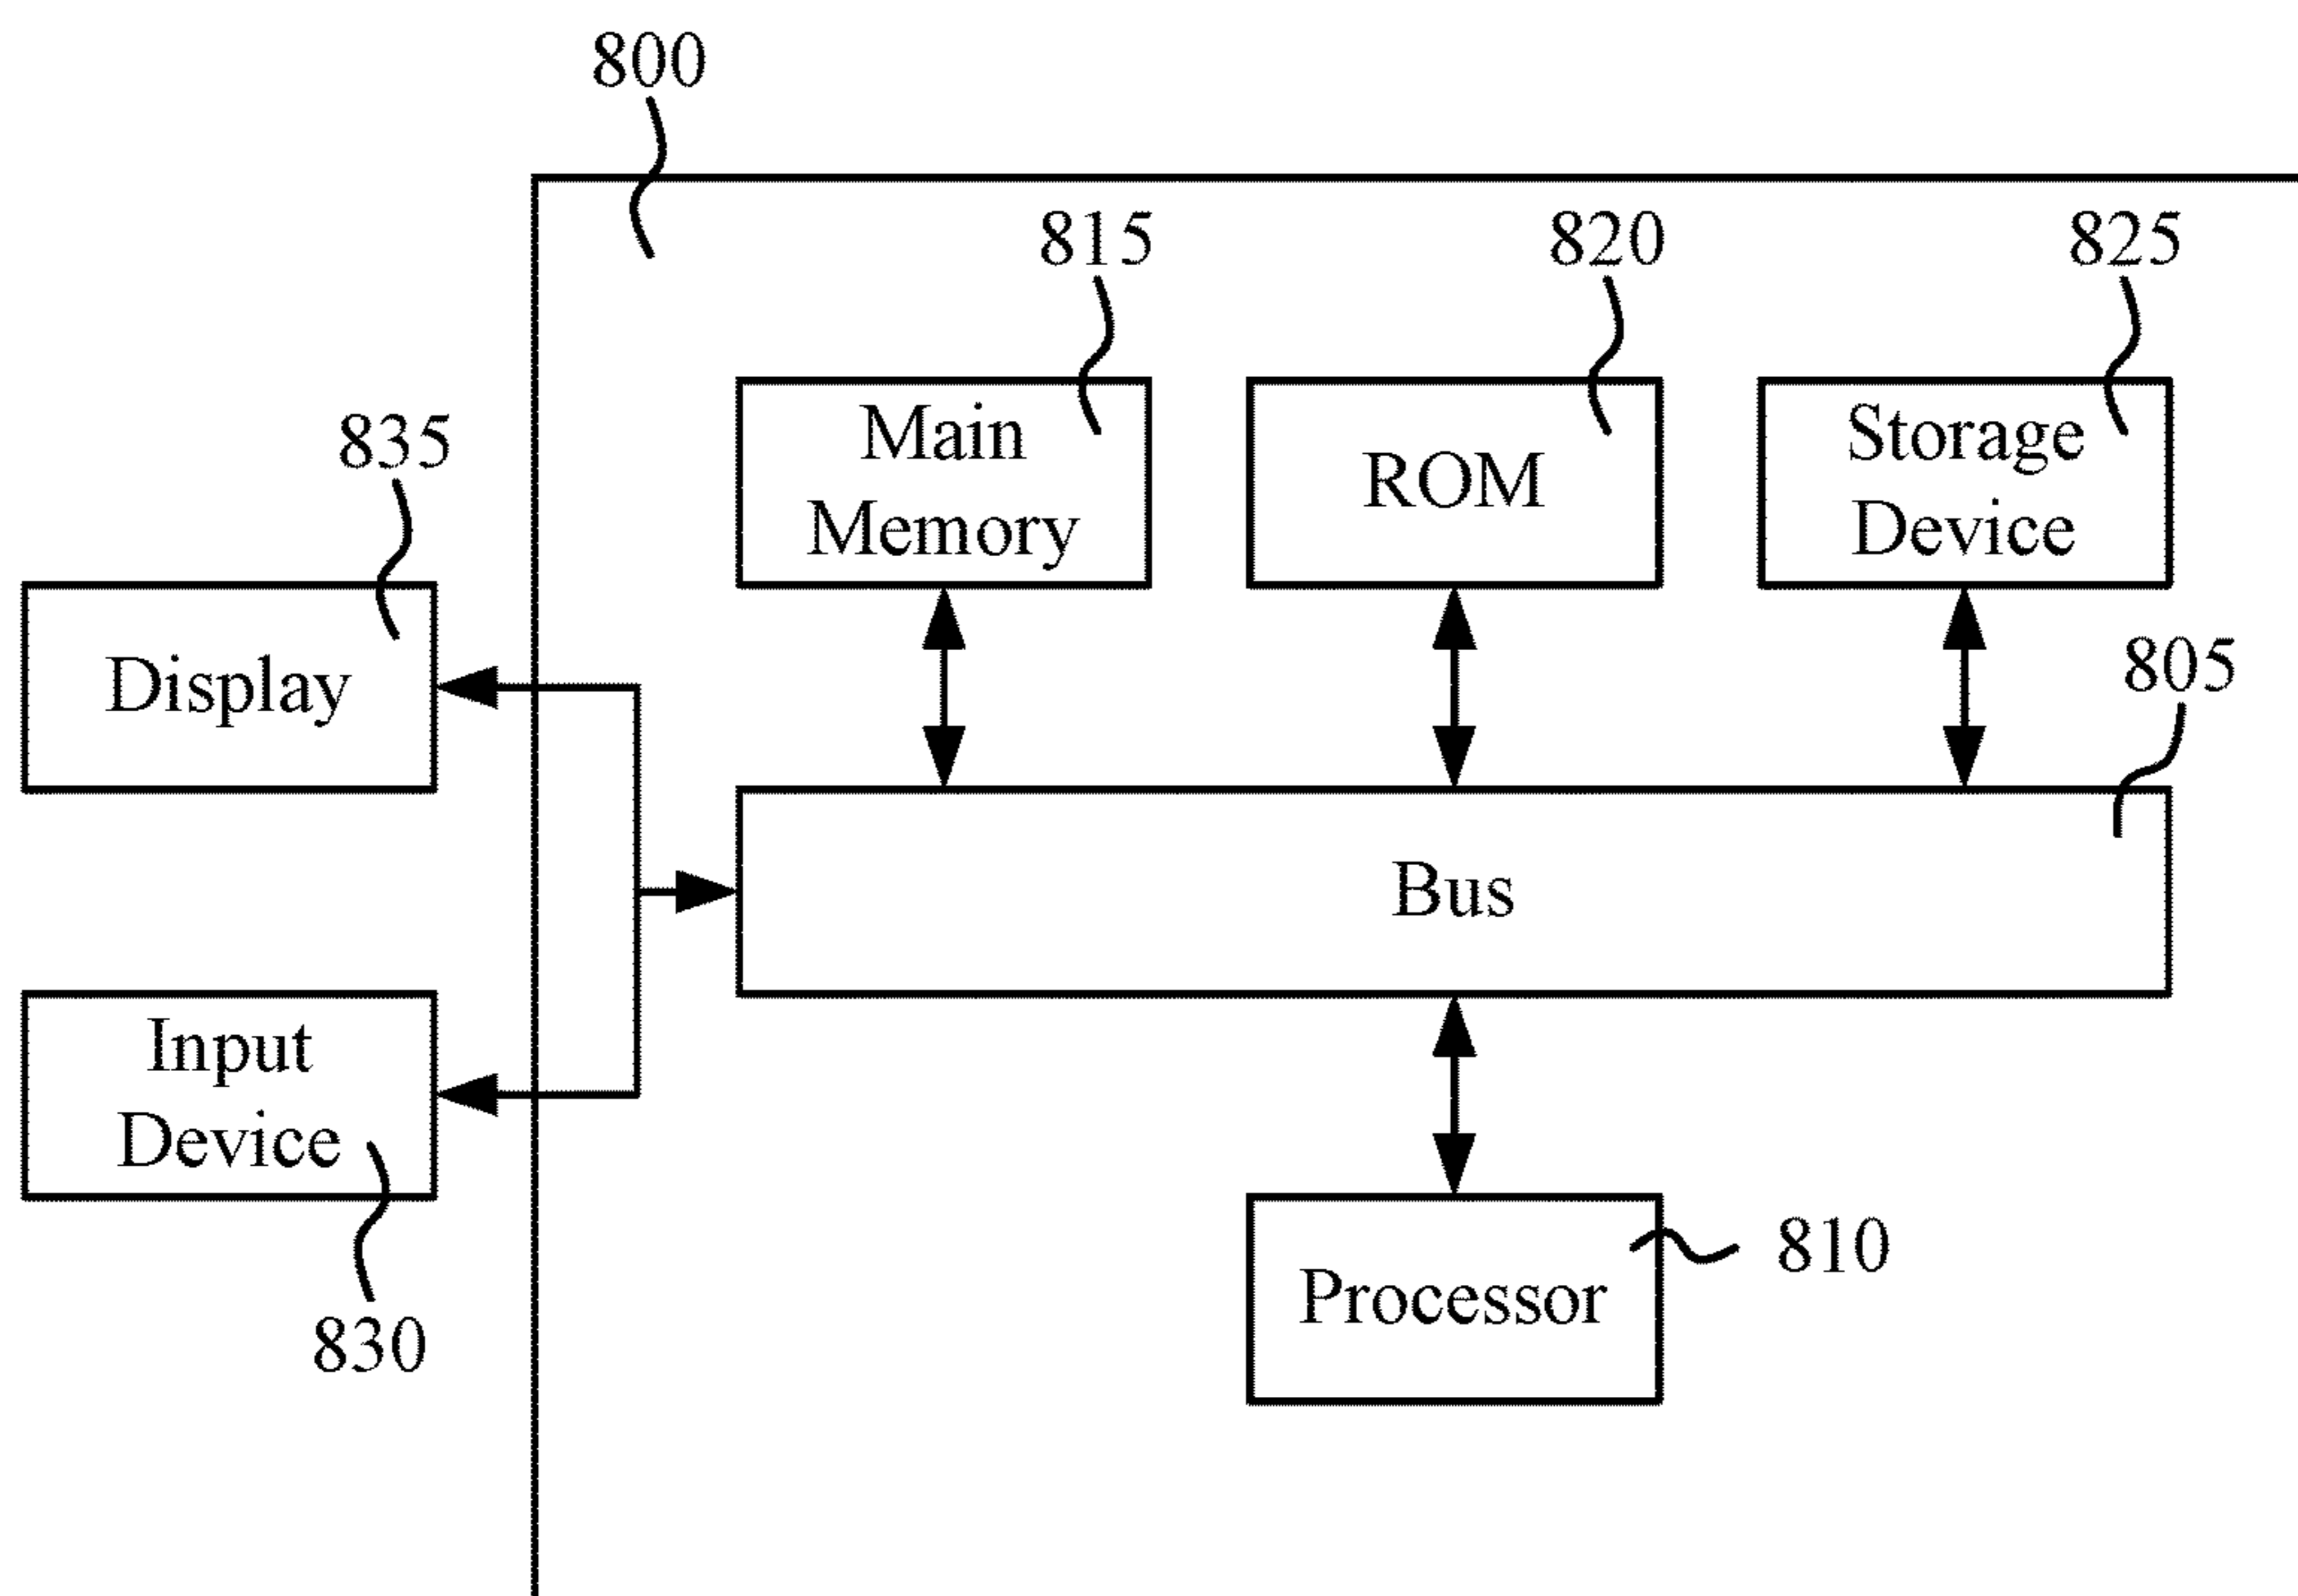 800
815
820
825
835
Main
Memory
ROM
Storage
Device
805
Display
Bus
Input
Device
830
Processor
810